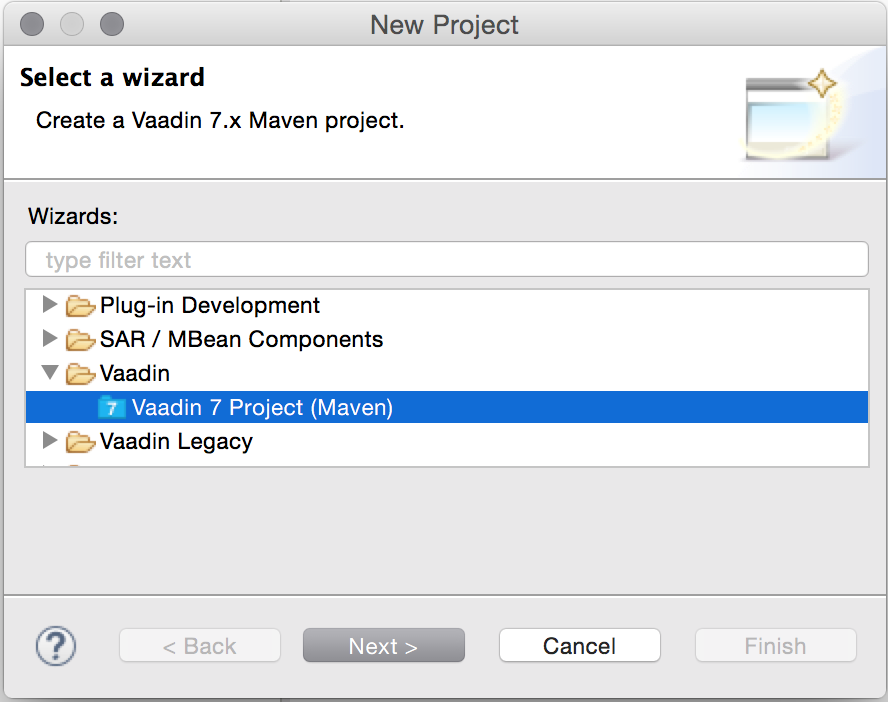 New Project
Select a wizard
Create a Vaadin 7.x Maven project.
Wizards:
type filter text
Plug-in Development
SAR / MBean Components
Vaadin
7 Vaadin 7 Project (Maven)
Vaadin Legacy
? < Back Next > Cancel Finish